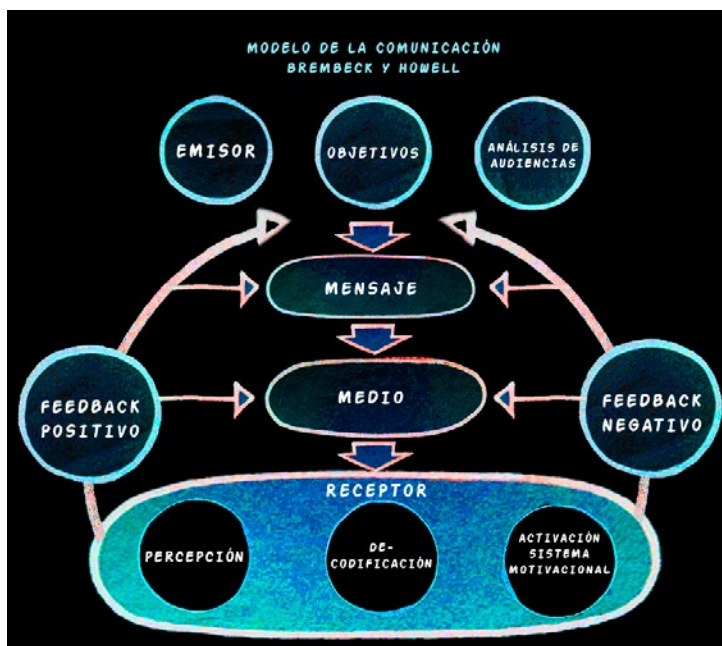 MODELO DE LA COMUNICACIÓN
BREMBECK Y HOWELL
EMISOR
OBJETIVOS
ANÁLISIS DE
AUDIENCIAS
MENSAJE
FEEDBACK
POSITIVO
MEDIO
FEEDBACK
NEGATIVO
RECEPTOR
PERCEPCIÓN
DE-
CODIFICACIÓN
ACTIVACIÓN
SISTEMA
MOTIVACIONAL